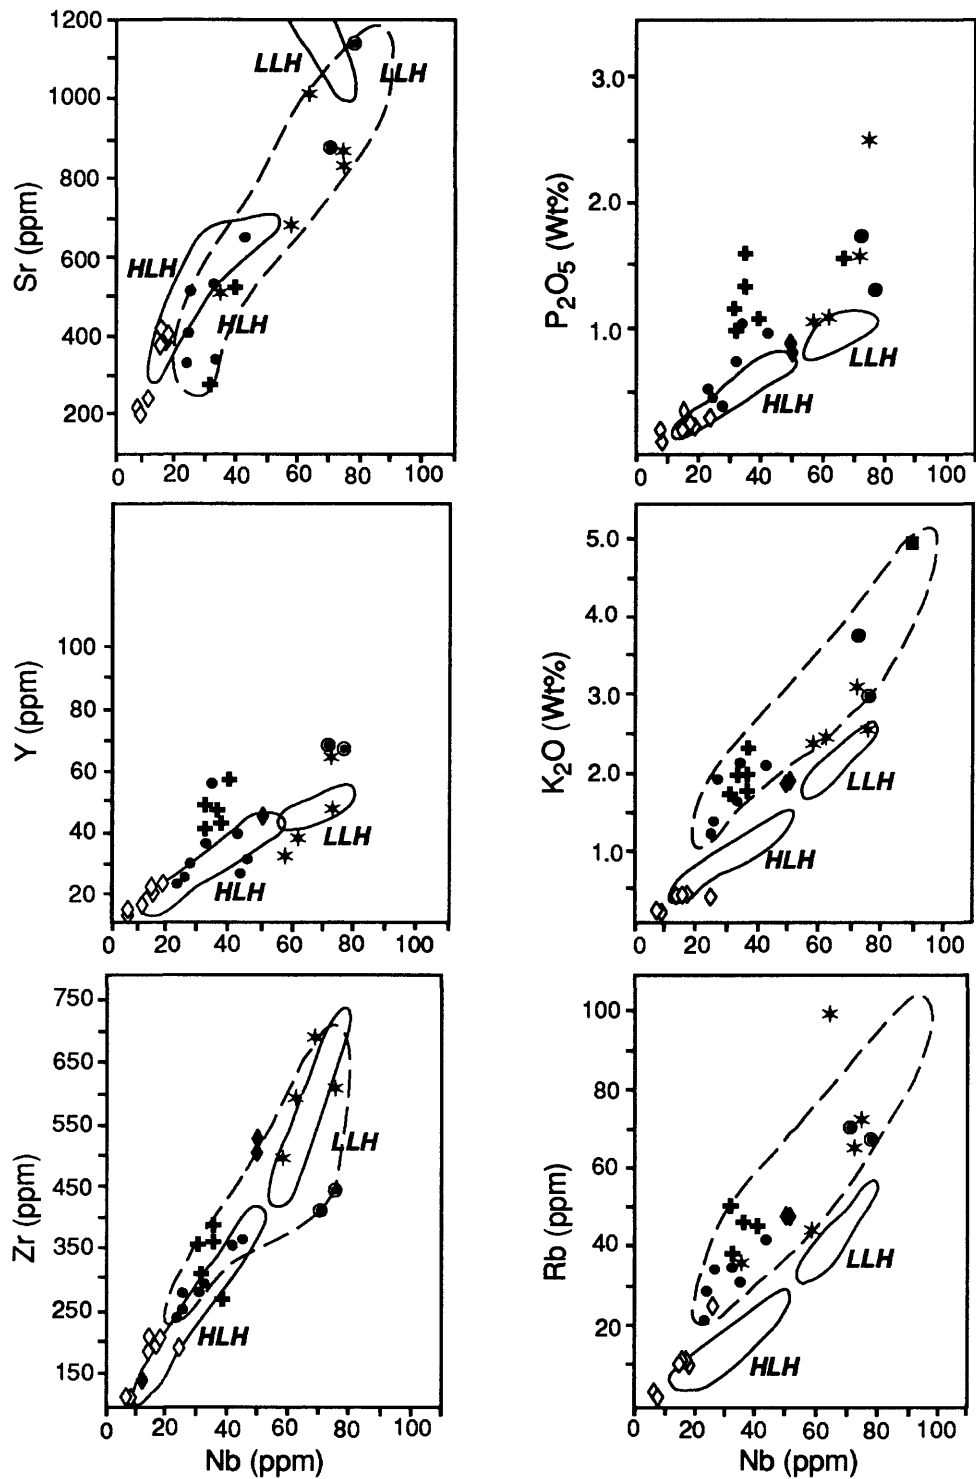 1200
1000
800
600
400
200
Sr (ppm)
LLH
LLH
HLH
HLH
0 20 40 60 80 100
3.0
2.0
1.0
P2O5 (Wt%)
LLH
HLH
0 20 40 60 80 100
100
80
60
40
20
Y (ppm)
LLH
HLH
0 20 40 60 80 100
5.0
4.0
3.0
2.0
1.0
K2O (Wt%)
LLH
HLH
0 20 40 60 80 100
750
650
550
450
350
250
150
Zr (ppm)
LLH
HLH
0 20 40 60 80 100
Nb (ppm)
100
80
60
40
20
Rb (ppm)
LLH
HLH
0 20 40 60 80 100
Nb (ppm)